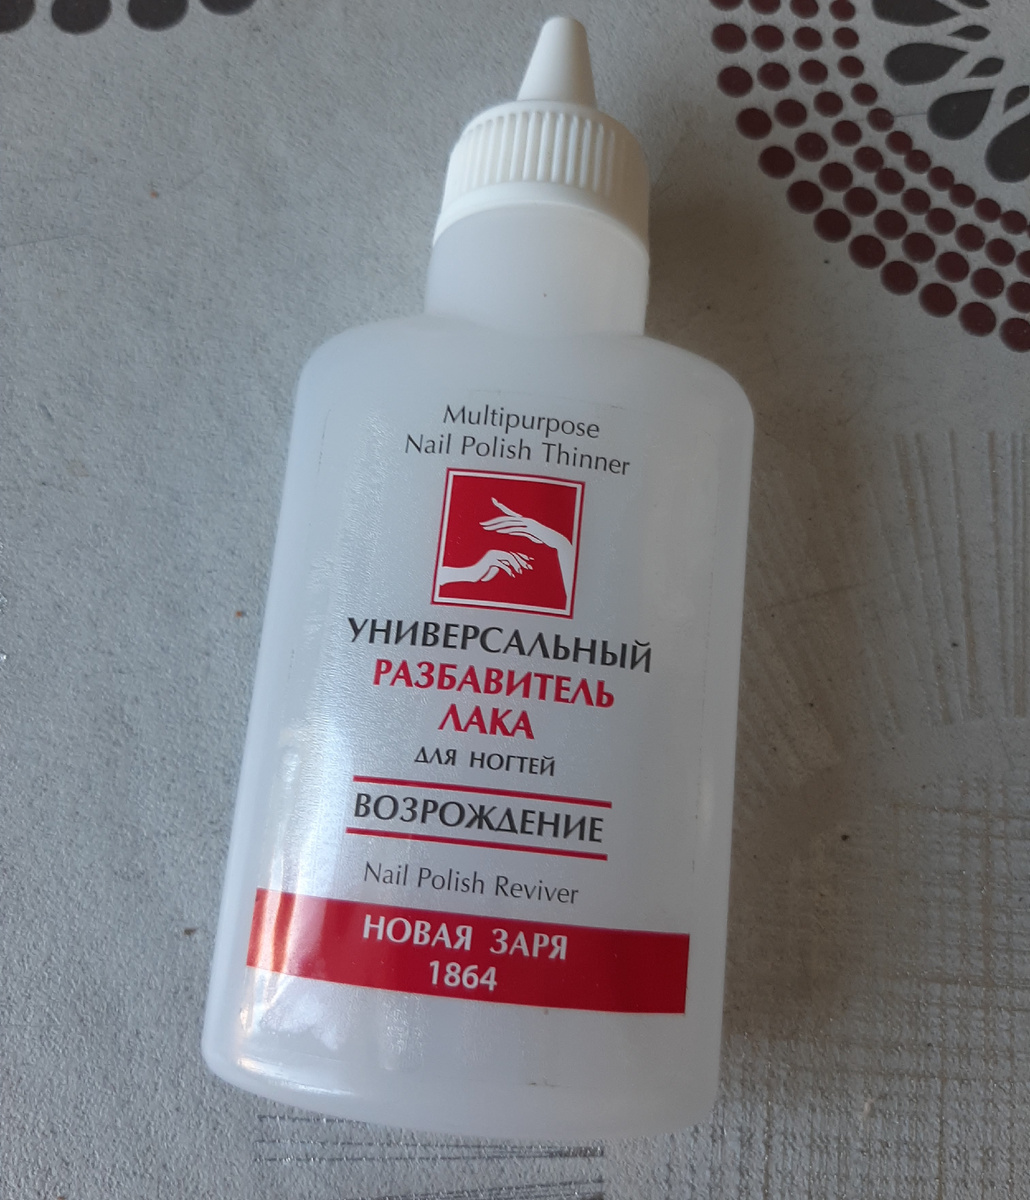 Multipurpose
Nail Polish Thinner
УНИВЕРСАЛЬНЫЙ
РАЗБАВИТЕЛЬ
ЛАКА
ДЛЯ НОГТЕЙ
ВОЗРОЖДЕНИЕ
Nail Polish Reviver
НОВАЯ ЗАРЯ
1864